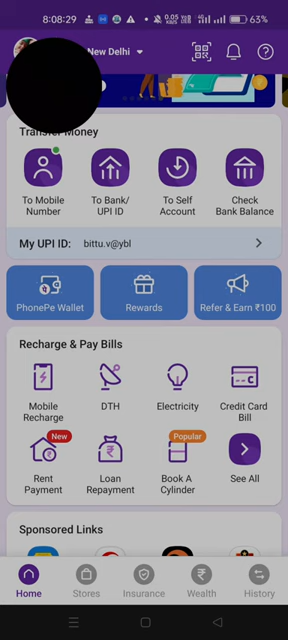 8:08:29
0.05 KB/S
63%
New Delhi
Transfer Money
To Mobile Number
To Bank/ UPI ID
To Self Account
Check Bank Balance
My UPI ID: bittu.v@ybl
PhonePe Wallet
Rewards
Refer & Earn ₹100
Recharge & Pay Bills
Mobile Recharge
DTH
Electricity
Credit Card Bill
New
Rent Payment
Loan Repayment
Popular
Book A Cylinder
See All
Sponsored Links
Home
Stores
Insurance
Wealth
History